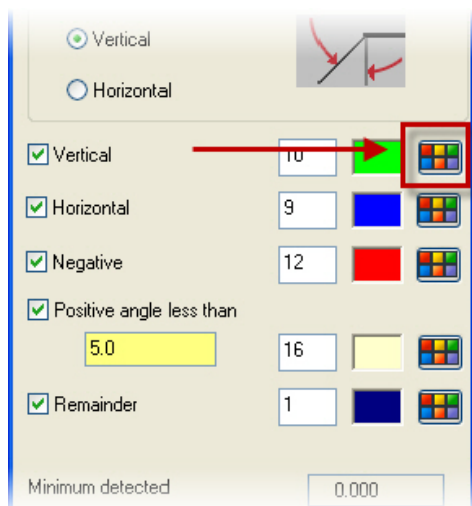 Vertical
Horizontal
Vertical 10
Horizontal 9
Negative 12
Positive angle less than
5.0 16
Remainder 1
Minimum detected 0.000